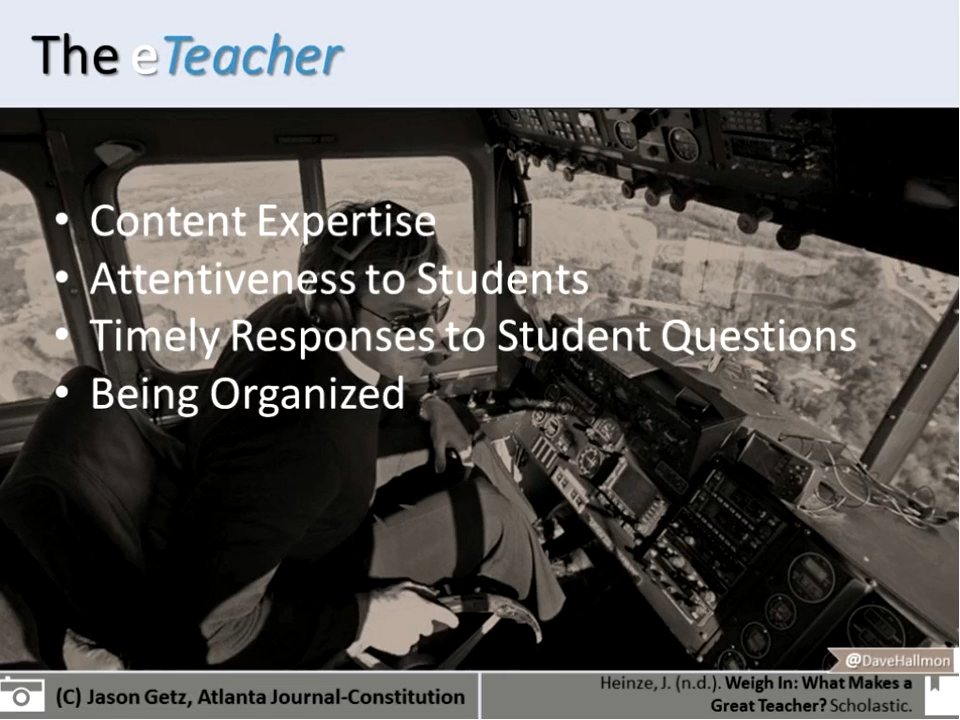 The eTeacher
• Content Expertise
• Attentiveness to Students
• Timely Responses to Student Questions
• Being Organized
@DaveHallmon
(C) Jason Getz, Atlanta Journal-Constitution
Heinze, J. (n.d.). Weigh In: What Makes a
Great Teacher? Scholastic.